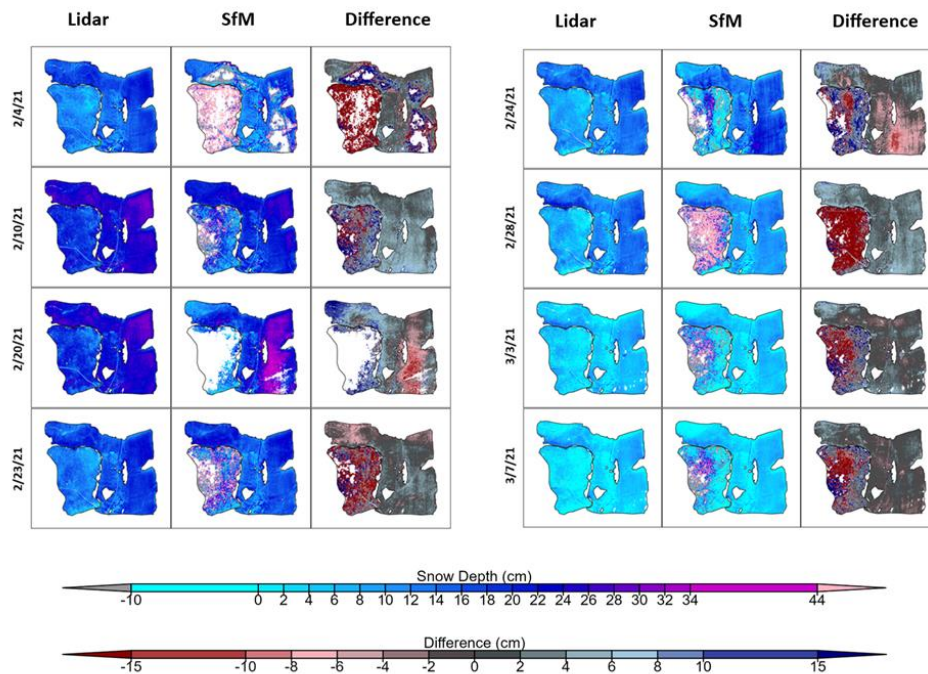 Lidar SfM Difference Lidar SfM Difference
2/4/21 2/24/21
2/10/21 2/28/21
2/20/21 3/3/21
2/23/21 3/7/21
Snow Depth (cm)
-10 0 2 4 6 8 10 12 14 16 18 20 22 24 26 28 30 32 34 44
Difference (cm)
-15 -10 -8 -6 -4 -2 0 2 4 6 8 10 15